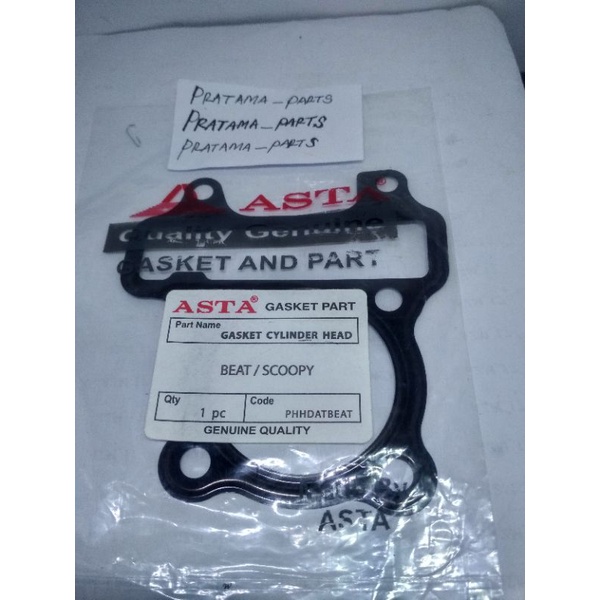 PRATAMA_PARTS
PRATAMA_PARTS
PRATAMA_PARTS
ASTA®
Quality Genuine
GASKET AND PART
ASTA® GASKET PART
Part Name
GASKET CYLINDER HEAD
BEAT / SCOOPY
Qty
1 pc
Code
PHHDATBEAT
GENUINE QUALITY
ASTA